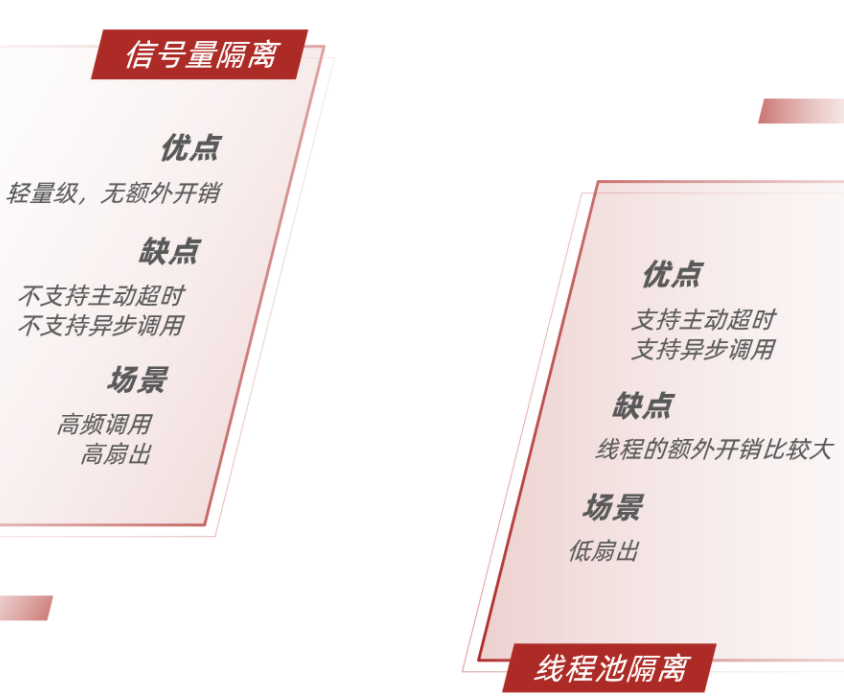 信号量隔离
优点
轻量级，无额外开销
缺点
不支持主动超时
不支持异步调用
场景
高频调用
高扇出
优点
支持主动超时
支持异步调用
缺点
线程的额外开销比较大
场景
低扇出
线程池隔离